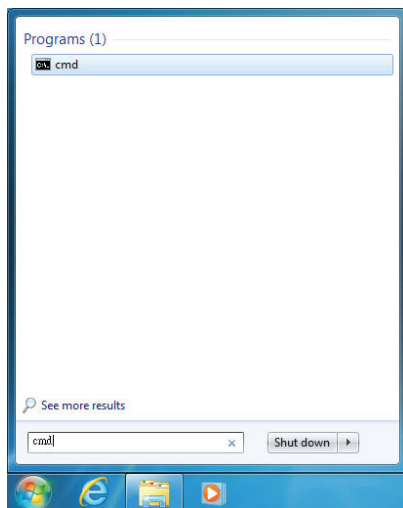 Programs (1)
C:\.
cmd
See more results
cmd
Shut down